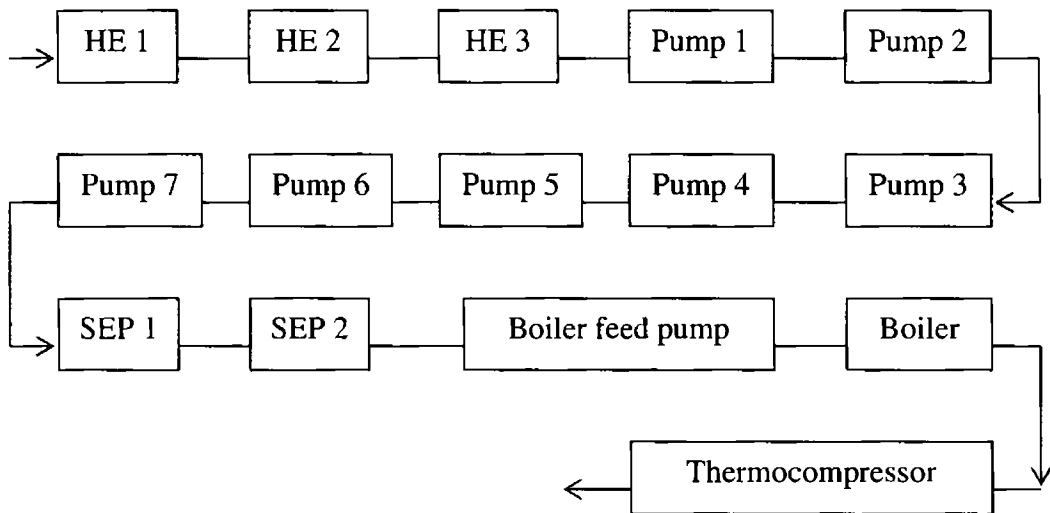 HE 1
HE 2
HE 3
Pump 1
Pump 2
Pump 7
Pump 6
Pump 5
Pump 4
Pump 3
SEP 1
SEP 2
Boiler feed pump
Boiler
Thermocompressor